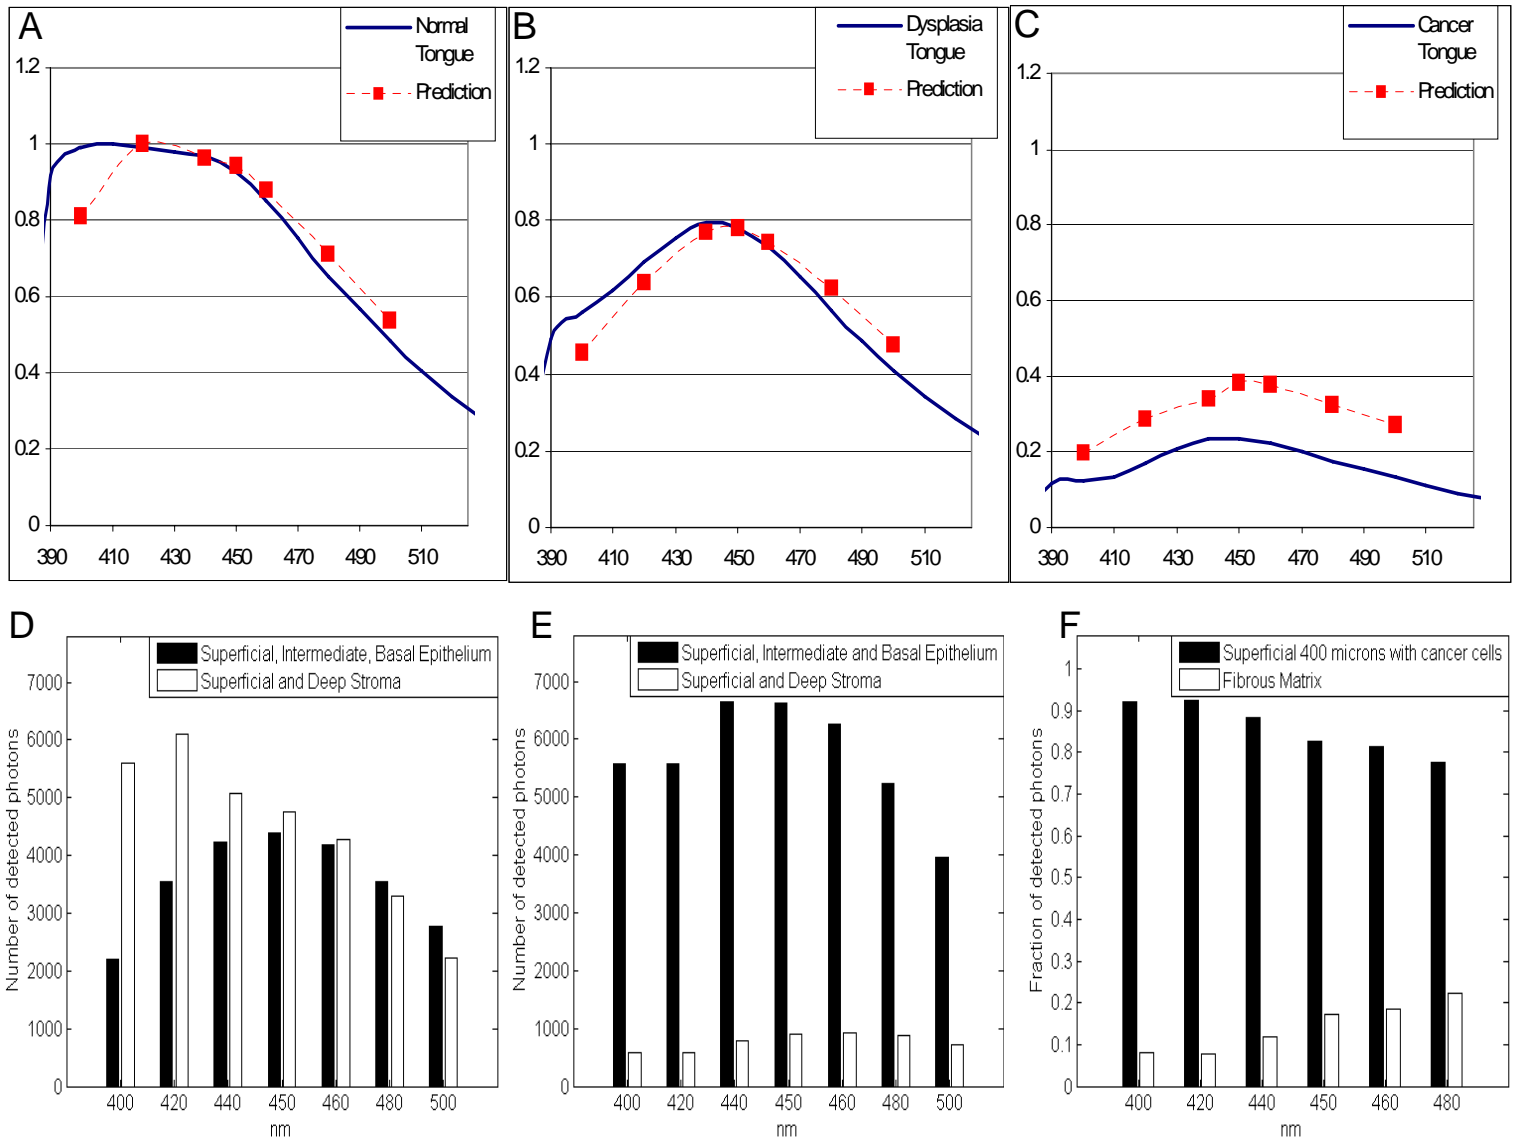 A
Normal
Tongue
Prediction
1.2
1
0.8
0.6
0.4
0.2
0
390 410 430 450 470 490 510
B
Dysplasia
Tongue
Prediction
1.2
1
0.8
0.6
0.4
0.2
0
390 410 430 450 470 490 510
C
Cancer
Tongue
Prediction
1.2
1
0.8
0.6
0.4
0.2
0
390 410 430 450 470 490 510
D
Superficial, Intermediate, Basal Epithelium
Superficial and Deep Stroma
Number of detected photons
7000
6000
5000
4000
3000
2000
1000
0
400 420 440 450 460 480 500
nm
E
Superficial, Intermediate and Basal Epithelium
Superficial and Deep Stroma
Number of detected photons
7000
6000
5000
4000
3000
2000
1000
0
400 420 440 450 460 480 500
nm
F
Superficial 400 microns with cancer cells
Fibrous Matrix
Fraction of detected photons
1
0.9
0.8
0.7
0.6
0.5
0.4
0.3
0.2
0.1
0
400 420 440 450 460 480
nm